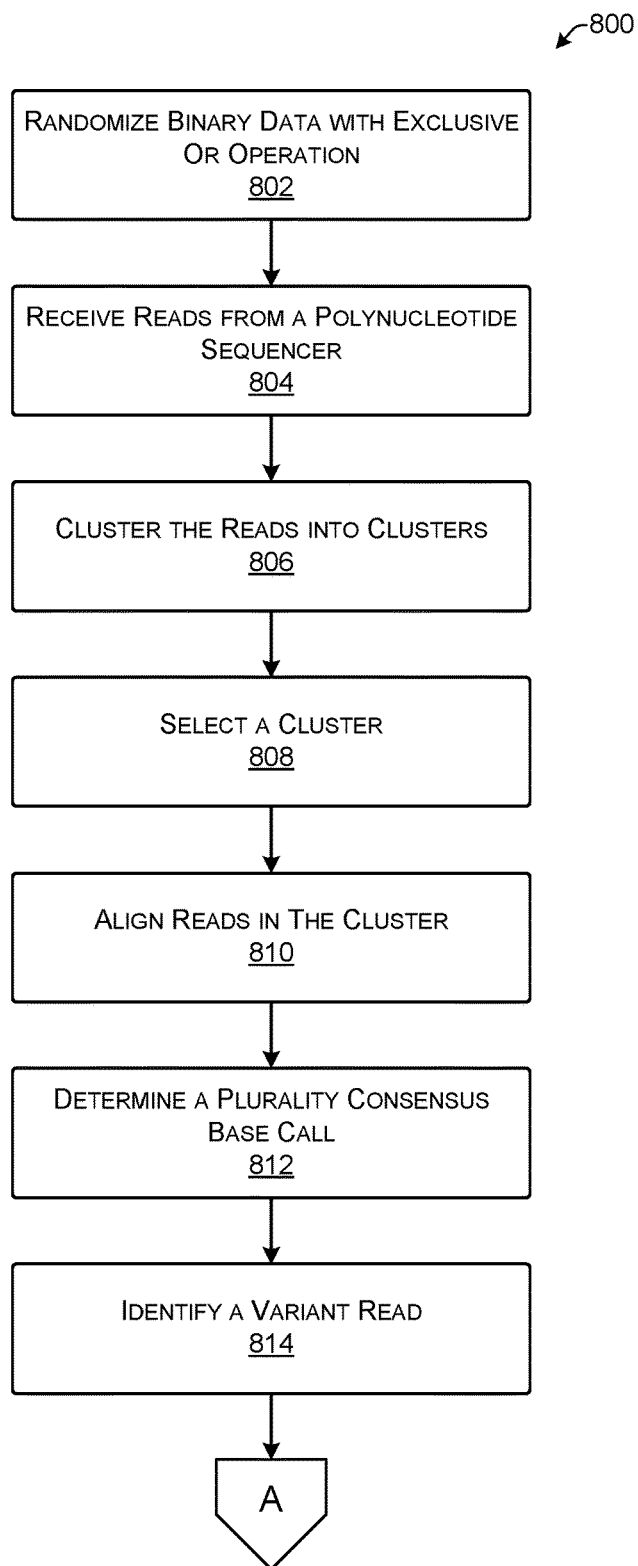 800
RANDOMIZE BINARY DATA WITH EXCLUSIVE
OR OPERATION
802
RECEIVE READS FROM A POLYNUCLEOTIDE
SEQUENCER
804
CLUSTER THE READS INTO CLUSTERS
806
SELECT A CLUSTER
808
ALIGN READS IN THE CLUSTER
810
DETERMINE A PLURALITY CONSENSUS
BASE CALL
812
IDENTIFY A VARIANT READ
814
A